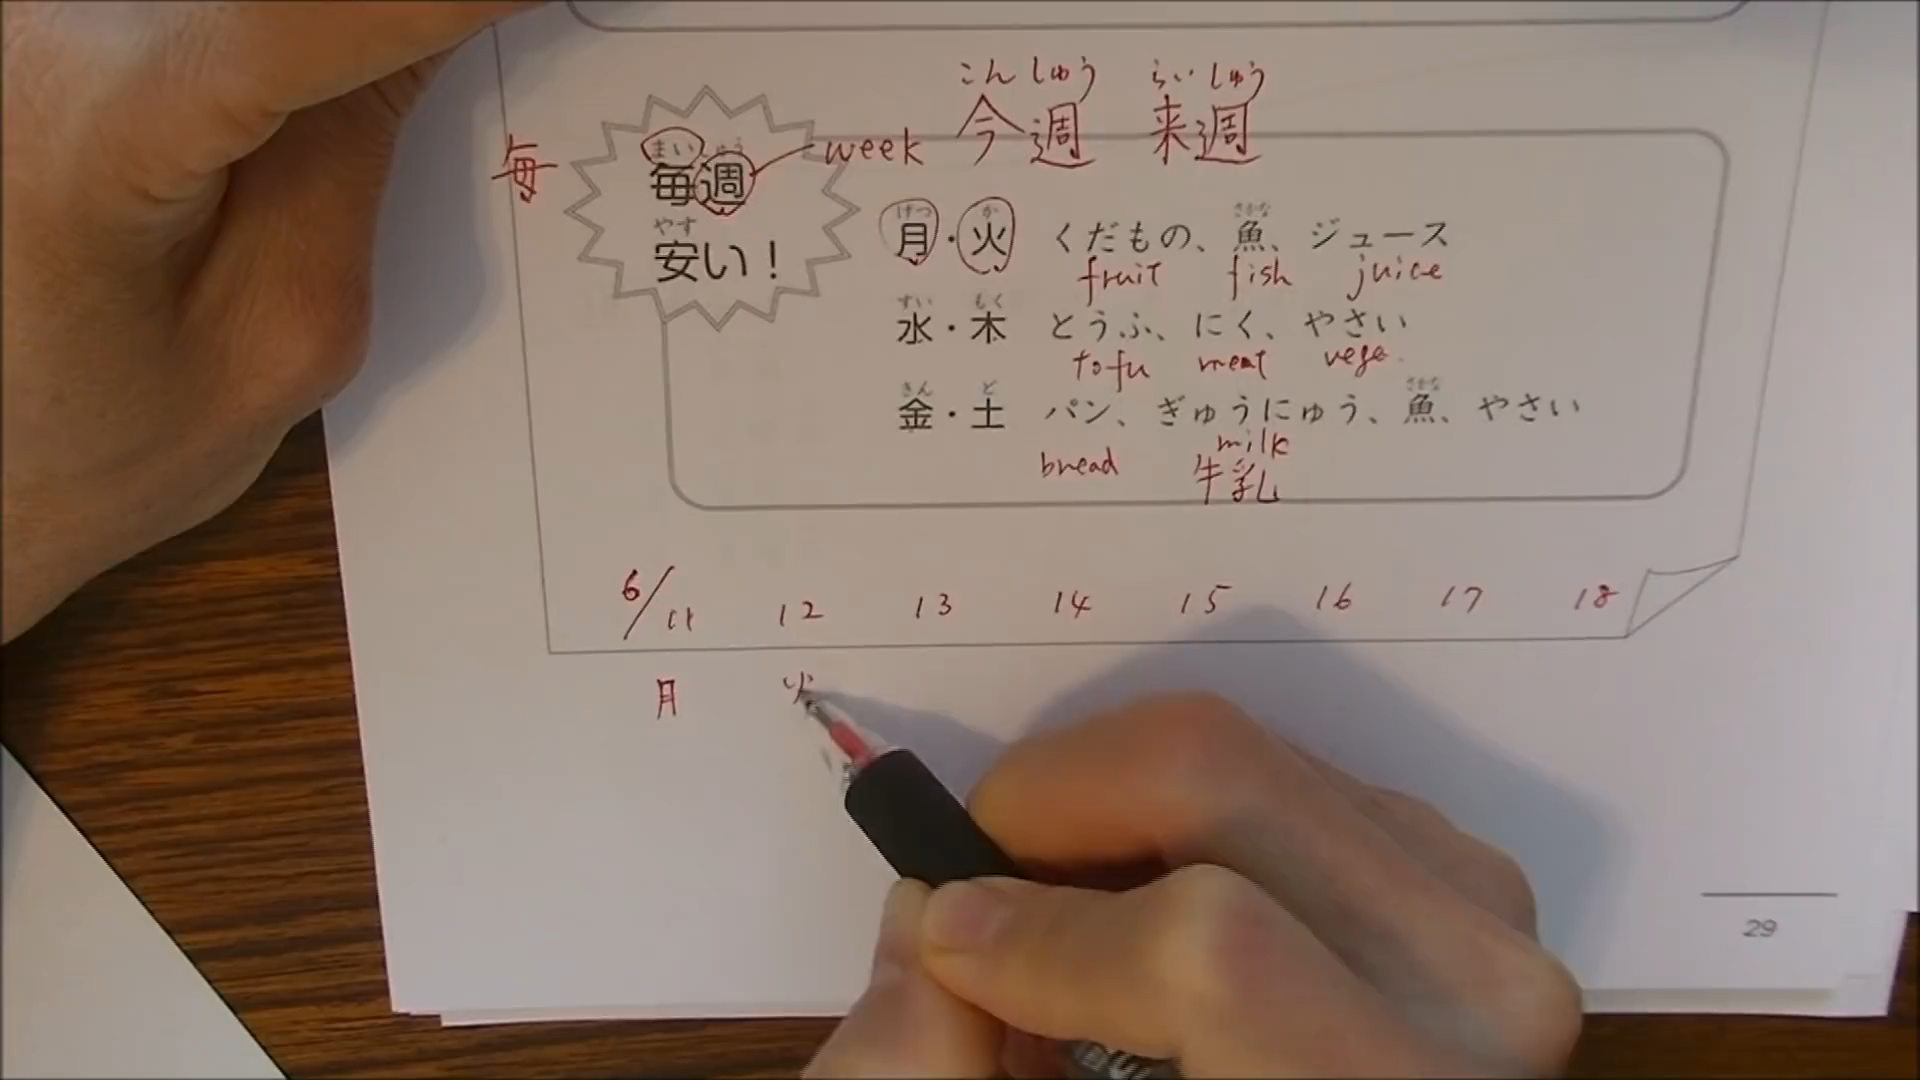 こんしゅう らいしゅう
今週 来週
week
毎
まい しゅう
毎週
やす
安い！
げつ か さかな
月・火 くだもの、魚、ジュース
fruit fish juice
すい もく
水・木 とうふ、にく、やさい
tofu meat vege.
きん ど さかな
金・土 パン、ぎゅうにゅう、魚、やさい
milk
bread 牛乳
6/11 12 13 14 15 16 17 18
月 火
29